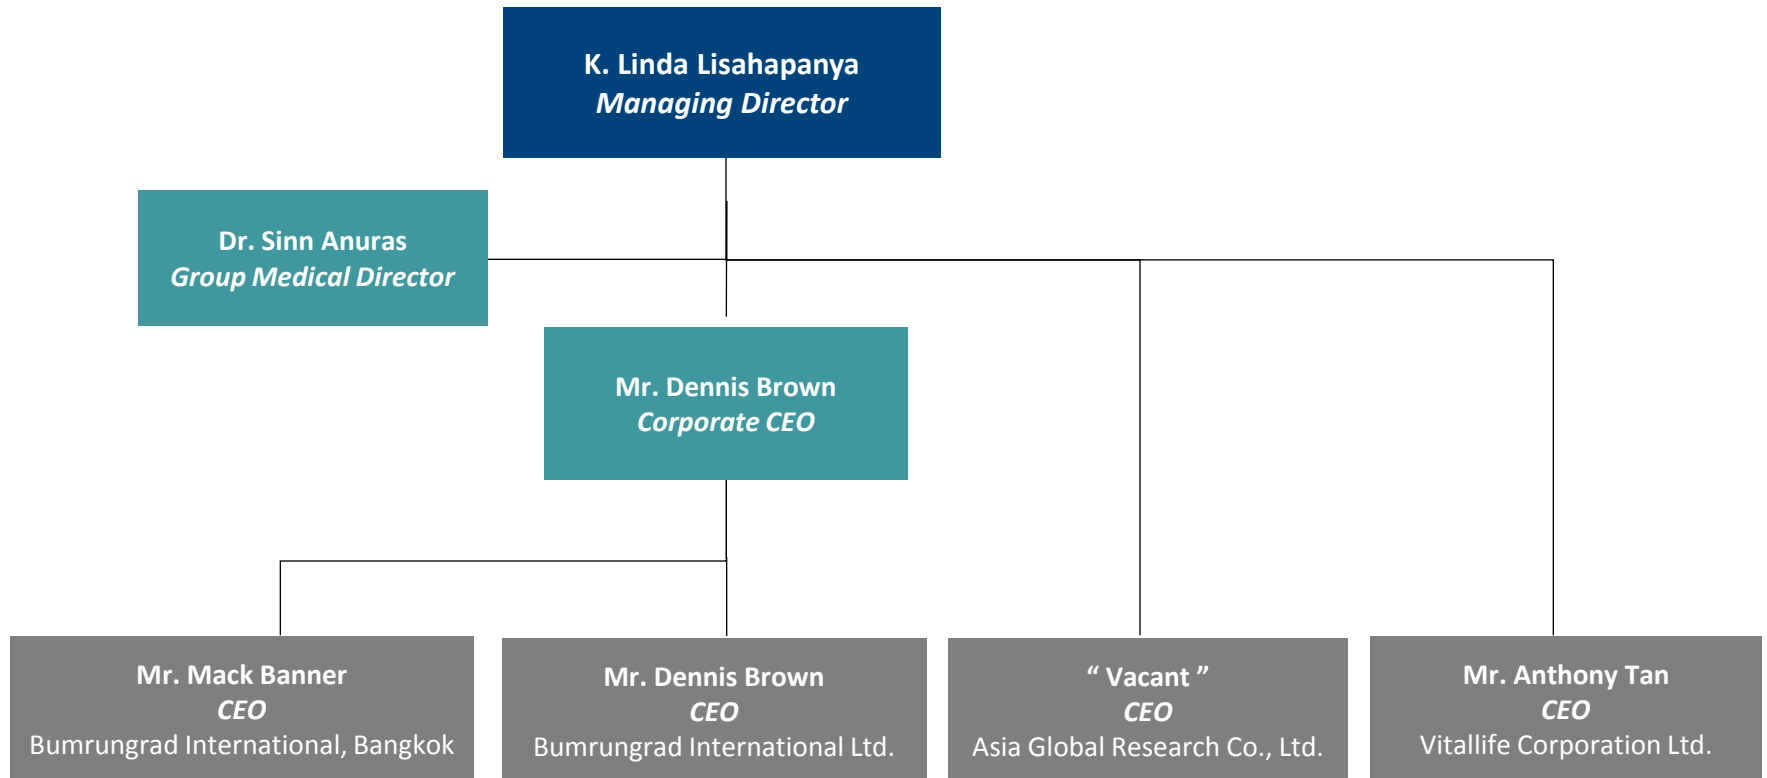 K. Linda Lisahapanya
Managing Director
Dr. Sinn Anuras
Group Medical Director
Mr. Dennis Brown
Corporate CEO
Mr. Mack Banner
CEO
Bumrungrad International, Bangkok
Mr. Dennis Brown
CEO
Bumrungrad International Ltd.
“ Vacant ”
CEO
Asia Global Research Co., Ltd.
Mr. Anthony Tan
CEO
Vitallife Corporation Ltd.